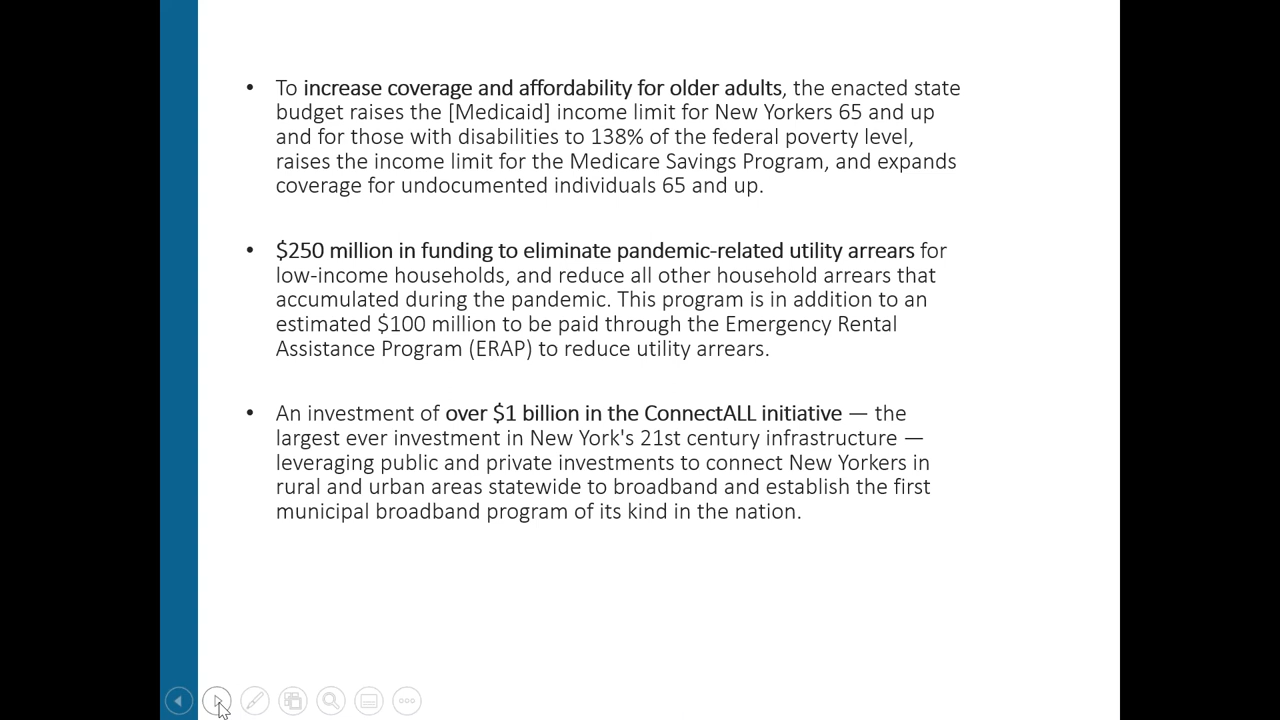 • To increase coverage and affordability for older adults, the enacted state
budget raises the [Medicaid] income limit for New Yorkers 65 and up
and for those with disabilities to 138% of the federal poverty level,
raises the income limit for the Medicare Savings Program, and expands
coverage for undocumented individuals 65 and up.
• $250 million in funding to eliminate pandemic-related utility arrears for
low-income households, and reduce all other household arrears that
accumulated during the pandemic. This program is in addition to an
estimated $100 million to be paid through the Emergency Rental
Assistance Program (ERAP) to reduce utility arrears.
• An investment of over $1 billion in the ConnectALL initiative — the
largest ever investment in New York's 21st century infrastructure —
leveraging public and private investments to connect New Yorkers in
rural and urban areas statewide to broadband and establish the first
municipal broadband program of its kind in the nation.